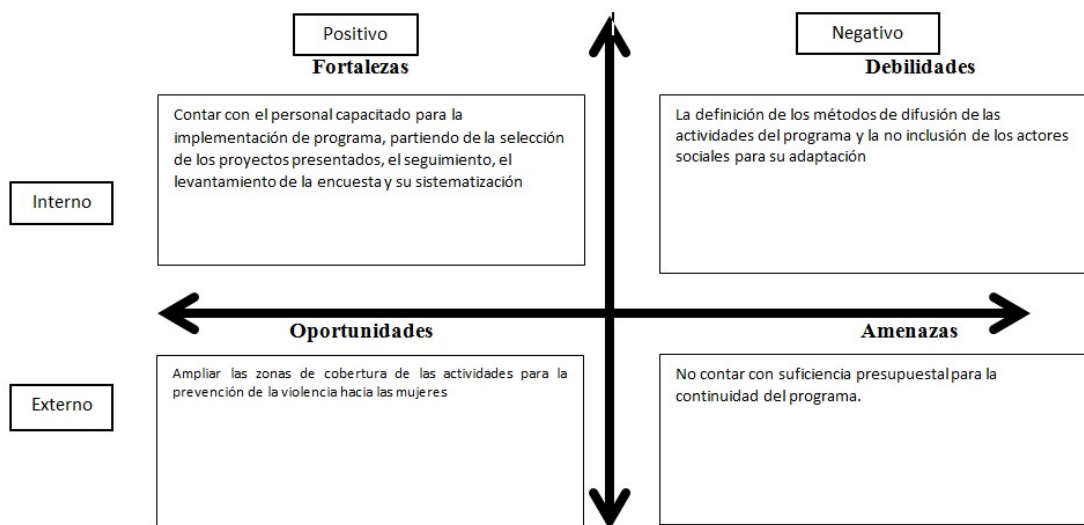 Positivo
Negativo
Fortalezas
Debilidades
Interno
Contar con el personal capacitado para la
implementación de programa, partiendo de la selección
de los proyectos presentados, el seguimiento, el
levantamiento de la encuesta y su sistematización
La definición de los métodos de difusión de las
actividades del programa y la no inclusión de los actores
sociales para su adaptación
Oportunidades
Amenazas
Externo
Ampliar las zonas de cobertura de las actividades para la
prevención de la violencia hacia las mujeres
No contar con suficiencia presupuestal para la
continuidad del programa.